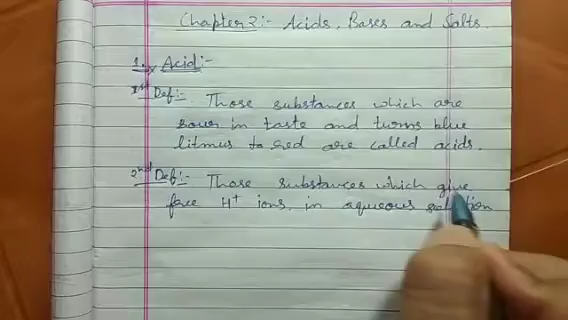 Chapter 2:- Acids, Bases and Salts.
1. Acid:-
1st Def:- Those substances which are
sour in taste and turns blue
litmus to red are called acids.
2nd Def:- Those substances which give
free H+ ions in aqueous solution